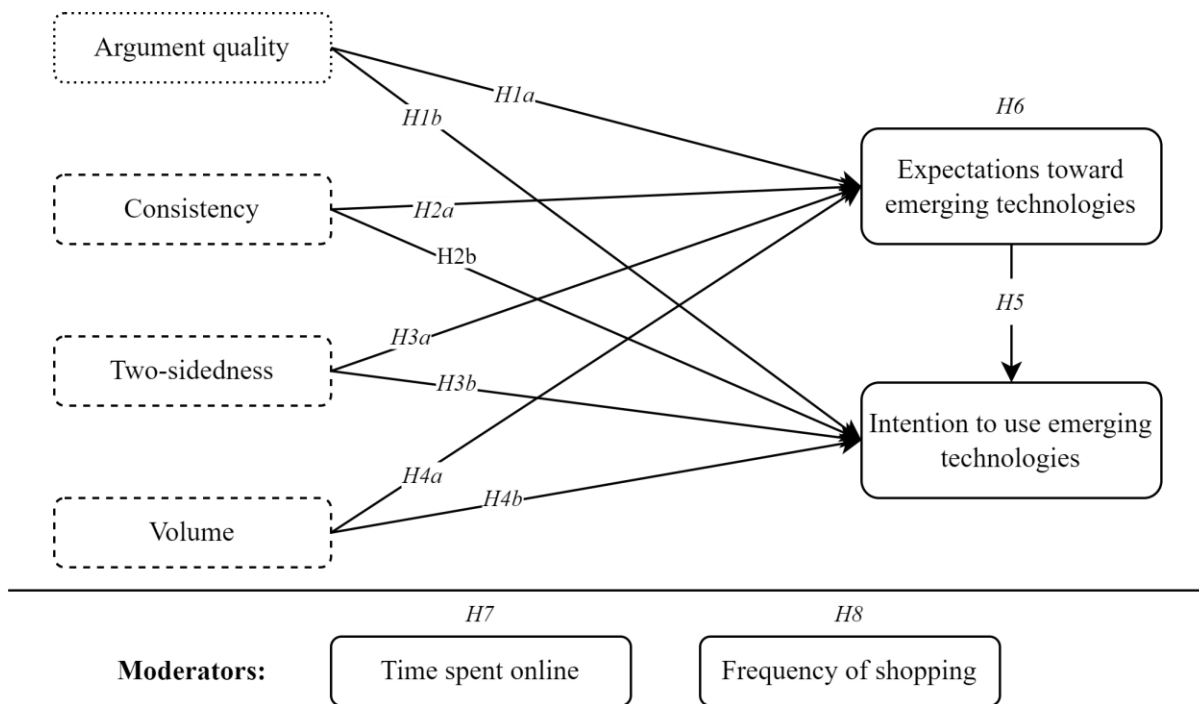 Argument quality
H1a
H1b
H6
Expectations toward
emerging technologies
Consistency
H2a
H2b
H5
Two-sidedness
H3a
H3b
Intention to use emerging
technologies
Volume
H4a
H4b
H7
H8
Moderators:
Time spent online
Frequency of shopping